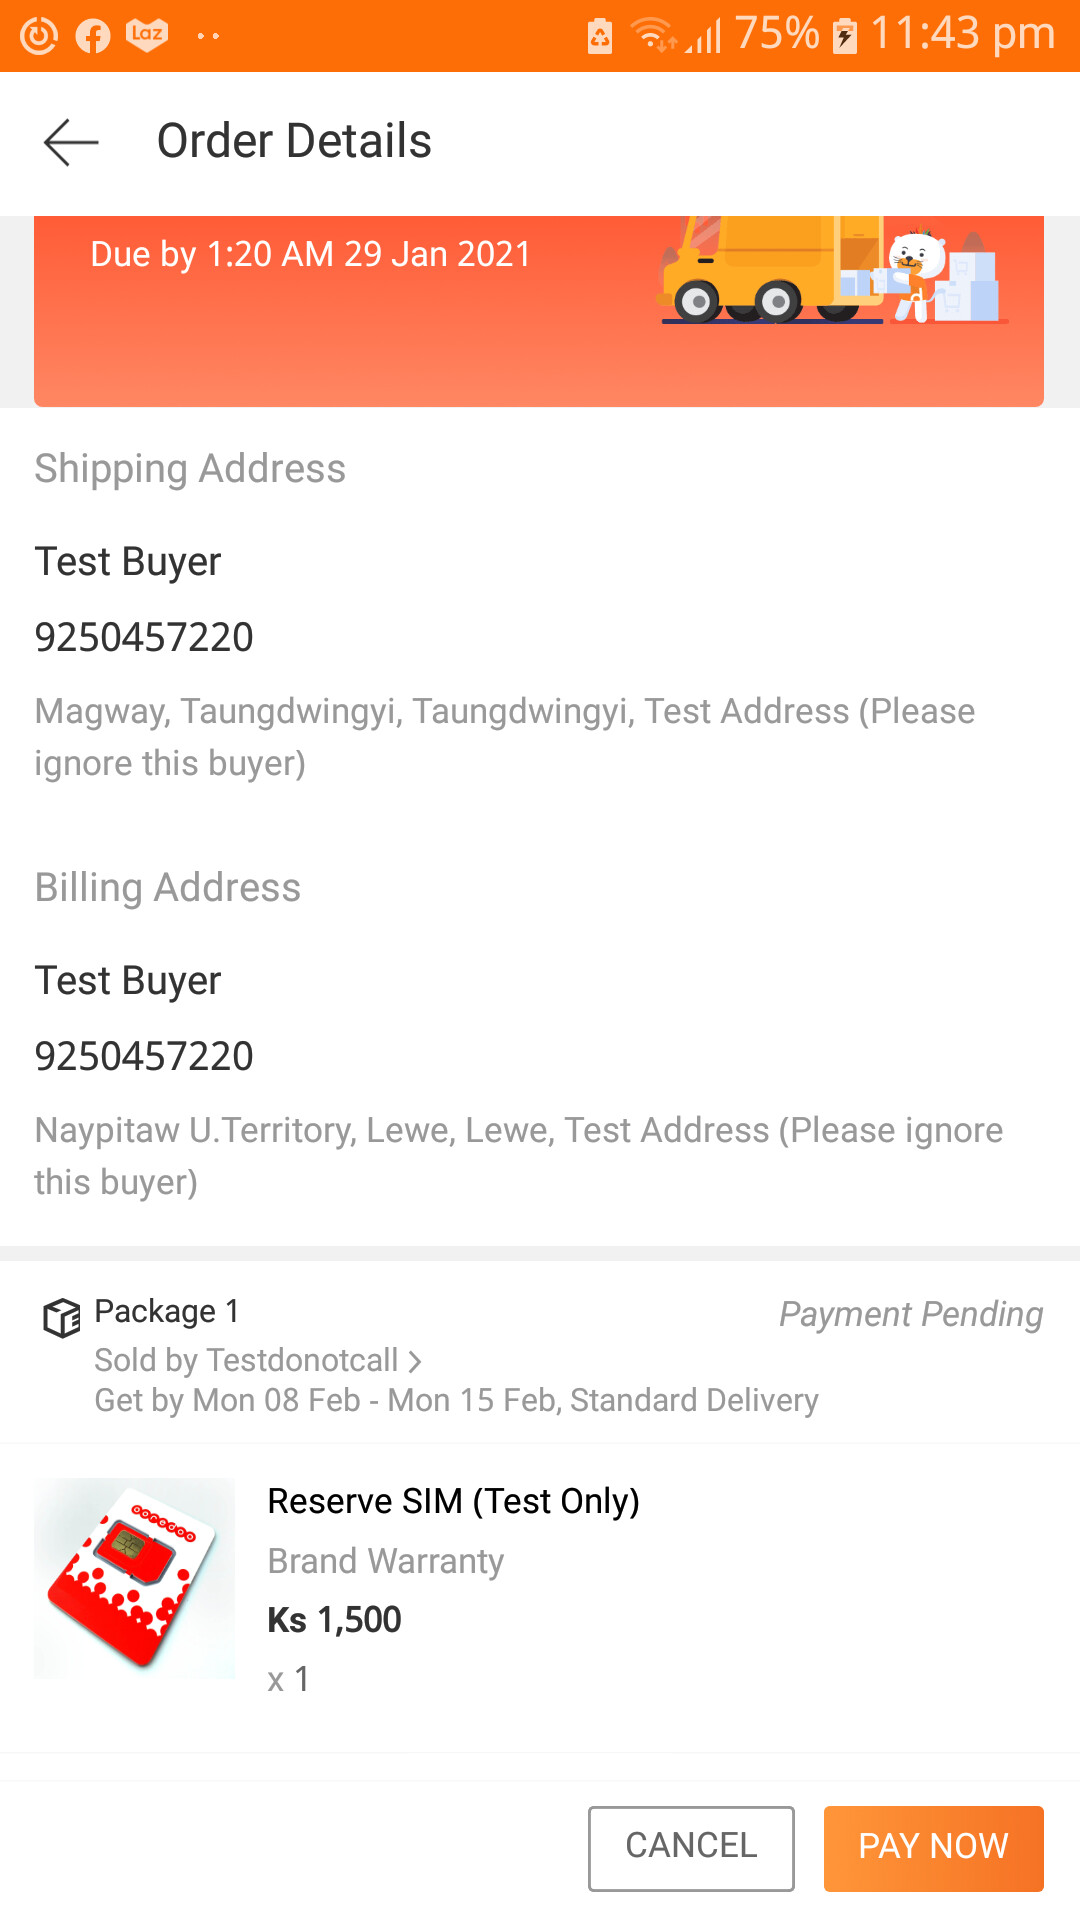 Laz
75% 11:43 pm
Order Details
Due by 1:20 AM 29 Jan 2021
Shipping Address
Test Buyer
9250457220
Magway, Taungdwingyi, Taungdwingyi, Test Address (Please
ignore this buyer)
Billing Address
Test Buyer
9250457220
Naypitaw U.Territory, Lewe, Lewe, Test Address (Please ignore
this buyer)
Package 1
Payment Pending
Sold by Testdonotcall >
Get by Mon 08 Feb - Mon 15 Feb, Standard Delivery
ooredoo
Reserve SIM (Test Only)
Brand Warranty
Ks 1,500
x 1
CANCEL
PAY NOW